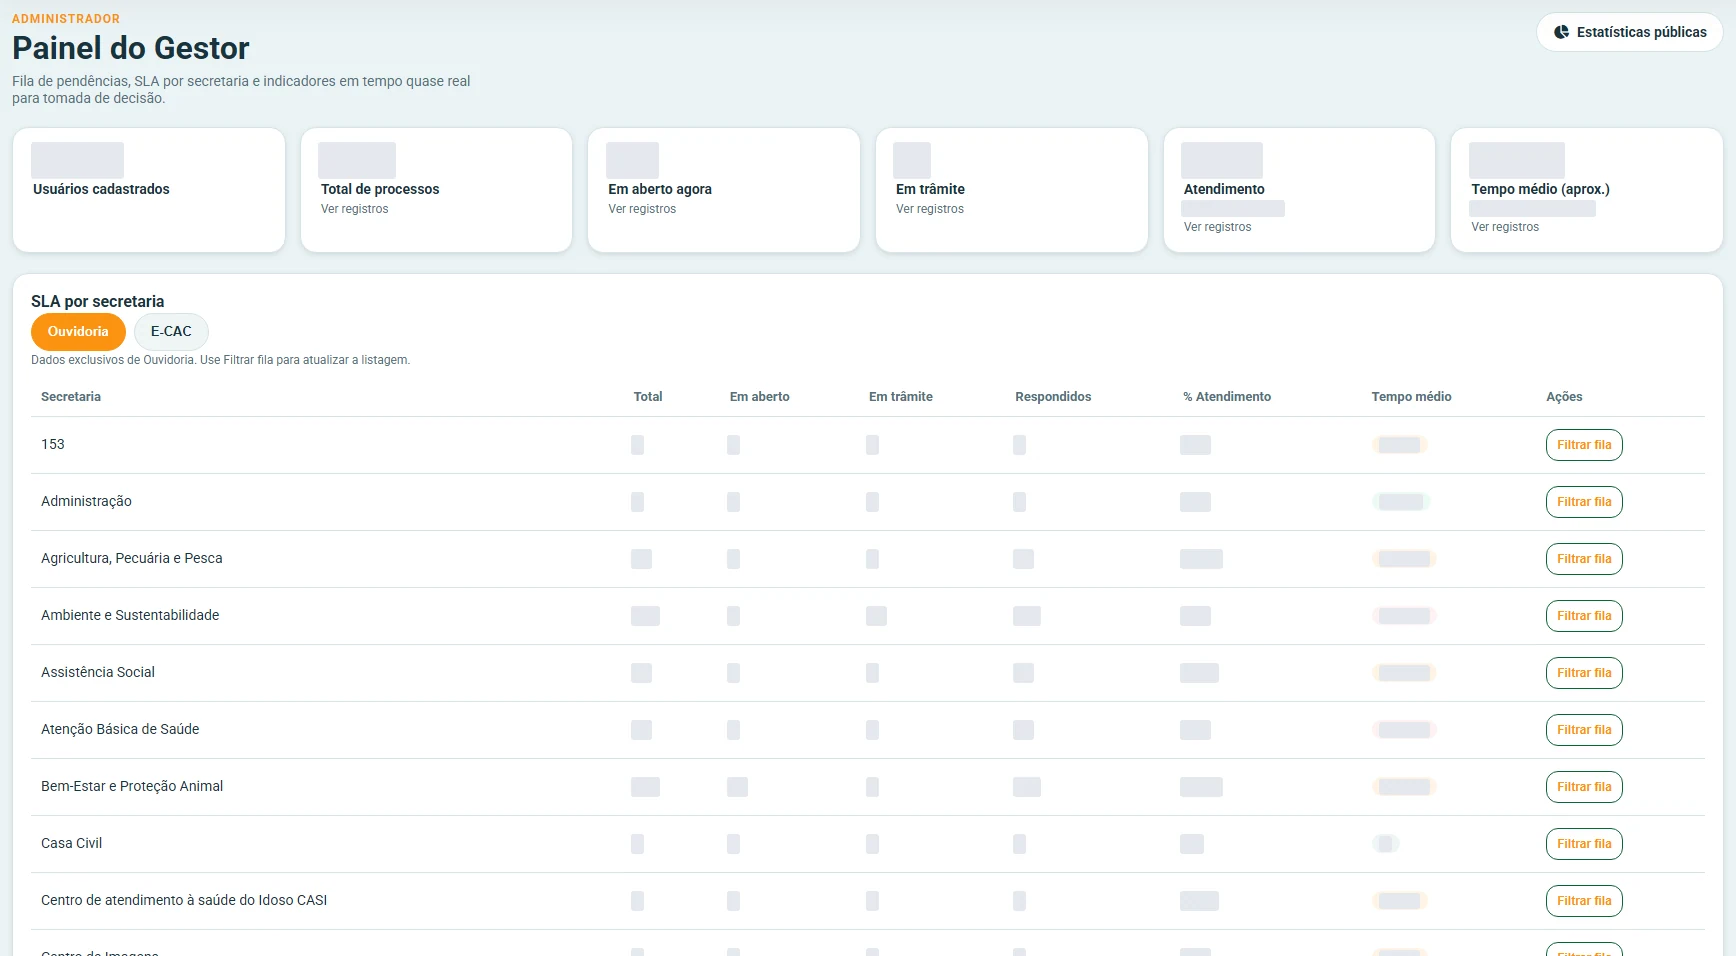 ADMINISTRADOR
Painel do Gestor
Fila de pendências, SLA por secretaria e indicadores em tempo quase real
para tomada de decisão.
Estatísticas públicas
Usuários cadastrados
Total de processos
Ver registros
Em aberto agora
Ver registros
Em trâmite
Ver registros
Atendimento
Ver registros
Tempo médio (aprox.)
Ver registros
SLA por secretaria
Ouvidoria E-CAC
Dados exclusivos de Ouvidoria. Use Filtrar fila para atualizar a listagem.
Secretaria Total Em aberto Em trâmite Respondidos % Atendimento Tempo médio Ações
153 Filtrar fila
Administração Filtrar fila
Agricultura, Pecuária e Pesca Filtrar fila
Ambiente e Sustentabilidade Filtrar fila
Assistência Social Filtrar fila
Atenção Básica de Saúde Filtrar fila
Bem-Estar e Proteção Animal Filtrar fila
Casa Civil Filtrar fila
Centro de atendimento à saúde do Idoso CASI Filtrar fila
Centro de Imagens Filtrar fila